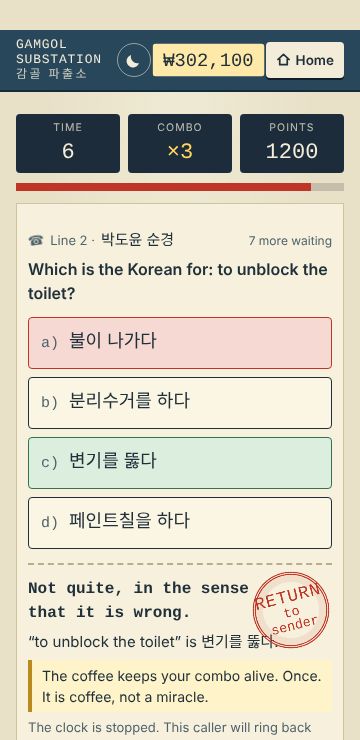 GAMGOL
SUBSTATION
감골 파출소
₩302,100
Home
TIME
6
COMBO
×3
POINTS
1200
☎ Line 2 · 박도윤 순경
7 more waiting
Which is the Korean for: to unblock the
toilet?
a) 불이 나가다
b) 분리수거를 하다
c) 변기를 뚫다
d) 페인트칠을 하다
Not quite, in the sense
that it is wrong.
RETURN
to
sender
“to unblock the toilet” is 변기를 뚫다.
The coffee keeps your combo alive. Once.
It is coffee, not a miracle.
The clock is stopped. This caller will ring back